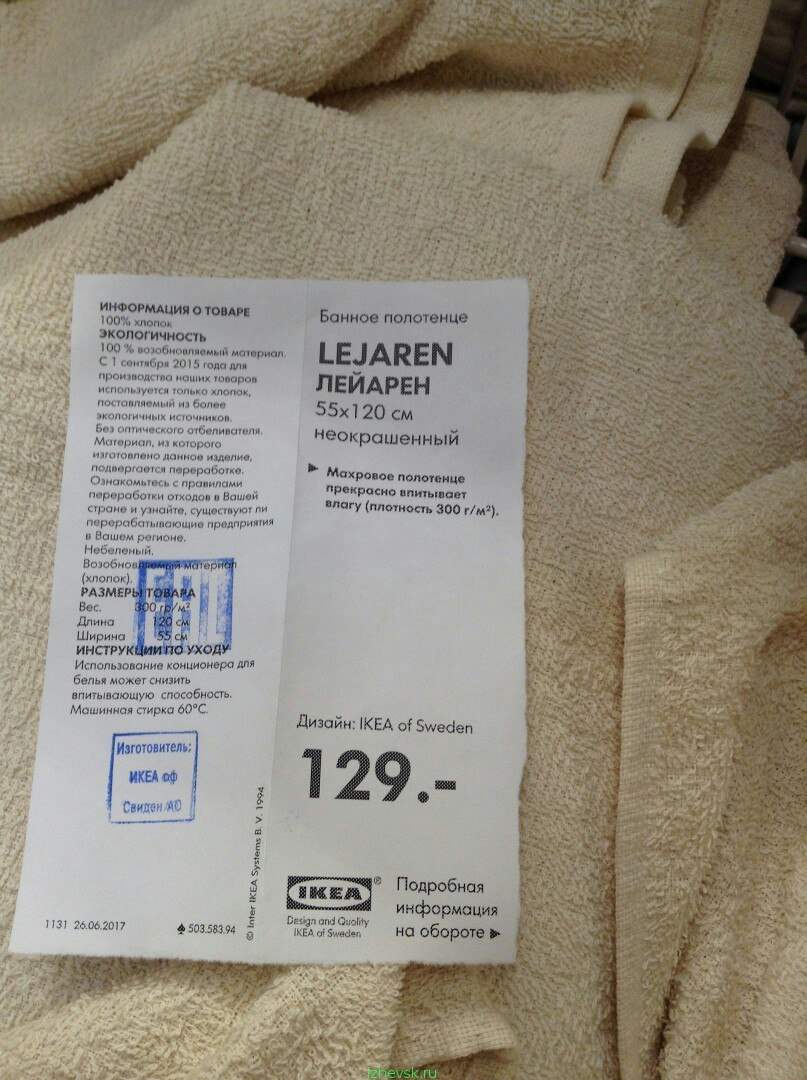 ИНФОРМАЦИЯ О ТОВАРЕ
100% хлопок
ЭКОЛОГИЧНОСТЬ
100 % возобновляемый материал.
С 1 сентября 2015 года для
производства наших товаров
используется только хлопок,
поставляемый из более
экологичных источников.
Без оптического отбеливателя.
Материал, из которого
изготовлено данное изделие,
подвергается переработке.
Ознакомьтесь с правилами
переработки отходов в Вашей
стране и узнайте, существуют ли
перерабатывающие предприятия
в Вашем регионе.
Небеленый.
Возобновляемый материал
(хлопок).
РАЗМЕРЫ ТОВАРА
Вес. 300 гр/м²
Длина 120 см
Ширина 55 см
ИНСТРУКЦИИ ПО УХОДУ
Использование конционера для
белья может снизить
впитывающую способность.
Машинная стирка 60°C.
EAC
Изготовитель:
ИКЕА оф
Свиден АО
1131 26.06.2017
503.583.94
© Inter IKEA Systems B. V. 1994
Банное полотенце
LEJAREN
ЛЕЙАРЕН
55x120 см
неокрашенный
Махровое полотенце
прекрасно впитывает
влагу (плотность 300 г/м²).
Дизайн: IKEA of Sweden
129.-
IKEA®
Design and Quality
IKEA of Sweden
Подробная
информация
на обороте
Izhevsk.ru